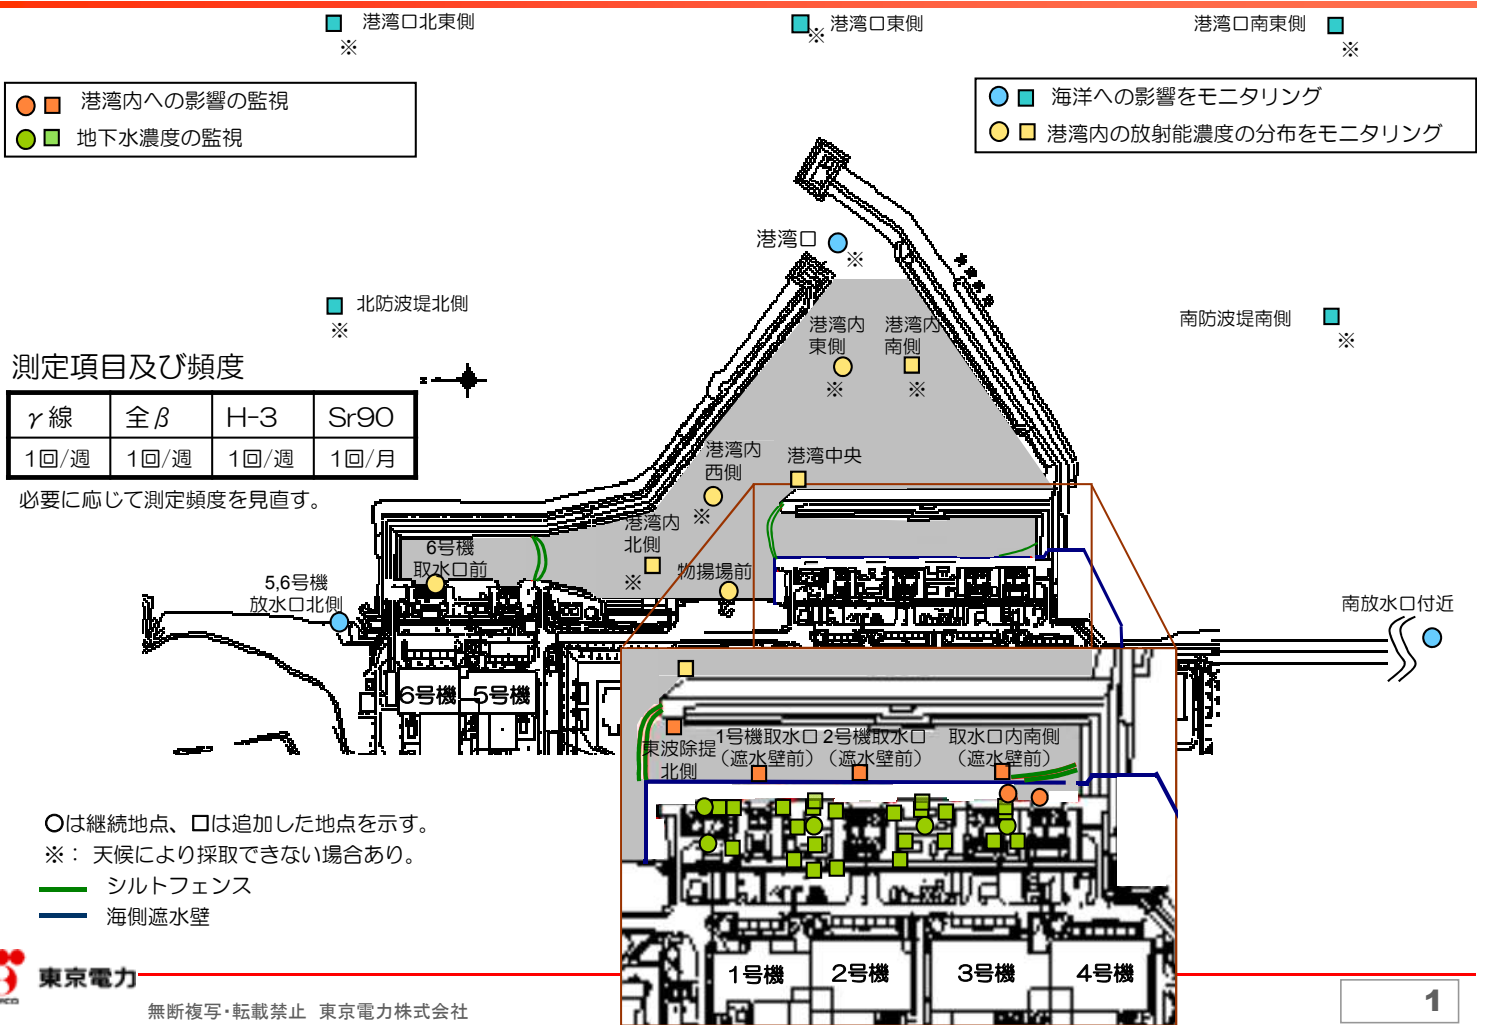 港湾口北東側
※
港湾口東側
※
港湾口南東側
※
港湾内への影響の監視
地下水濃度の監視
海洋への影響をモニタリング
港湾内の放射能濃度の分布をモニタリング
港湾口
※
北防波堤北側
※
南防波堤南側
※
港湾内
東側
※
港湾内
南側
※
測定項目及び頻度
γ線 全β H-3 Sr90
1回/週 1回/週 1回/週 1回/月
必要に応じて測定頻度を見直す。
港湾内
西側
※
港湾中央
港湾内
北側
※
6号機
取水口前
物揚場前
5,6号機
放水口北側
南放水口付近
6号機 5号機
東波除堤
北側
1号機取水口
(遮水壁前)
2号機取水口
(遮水壁前)
取水口内南側
(遮水壁前)
○は継続地点、□は追加した地点を示す。
※: 天候により採取できない場合あり。
シルトフェンス
海側遮水壁
1号機 2号機 3号機 4号機
東京電力
無断複写・転載禁止 東京電力株式会社
1